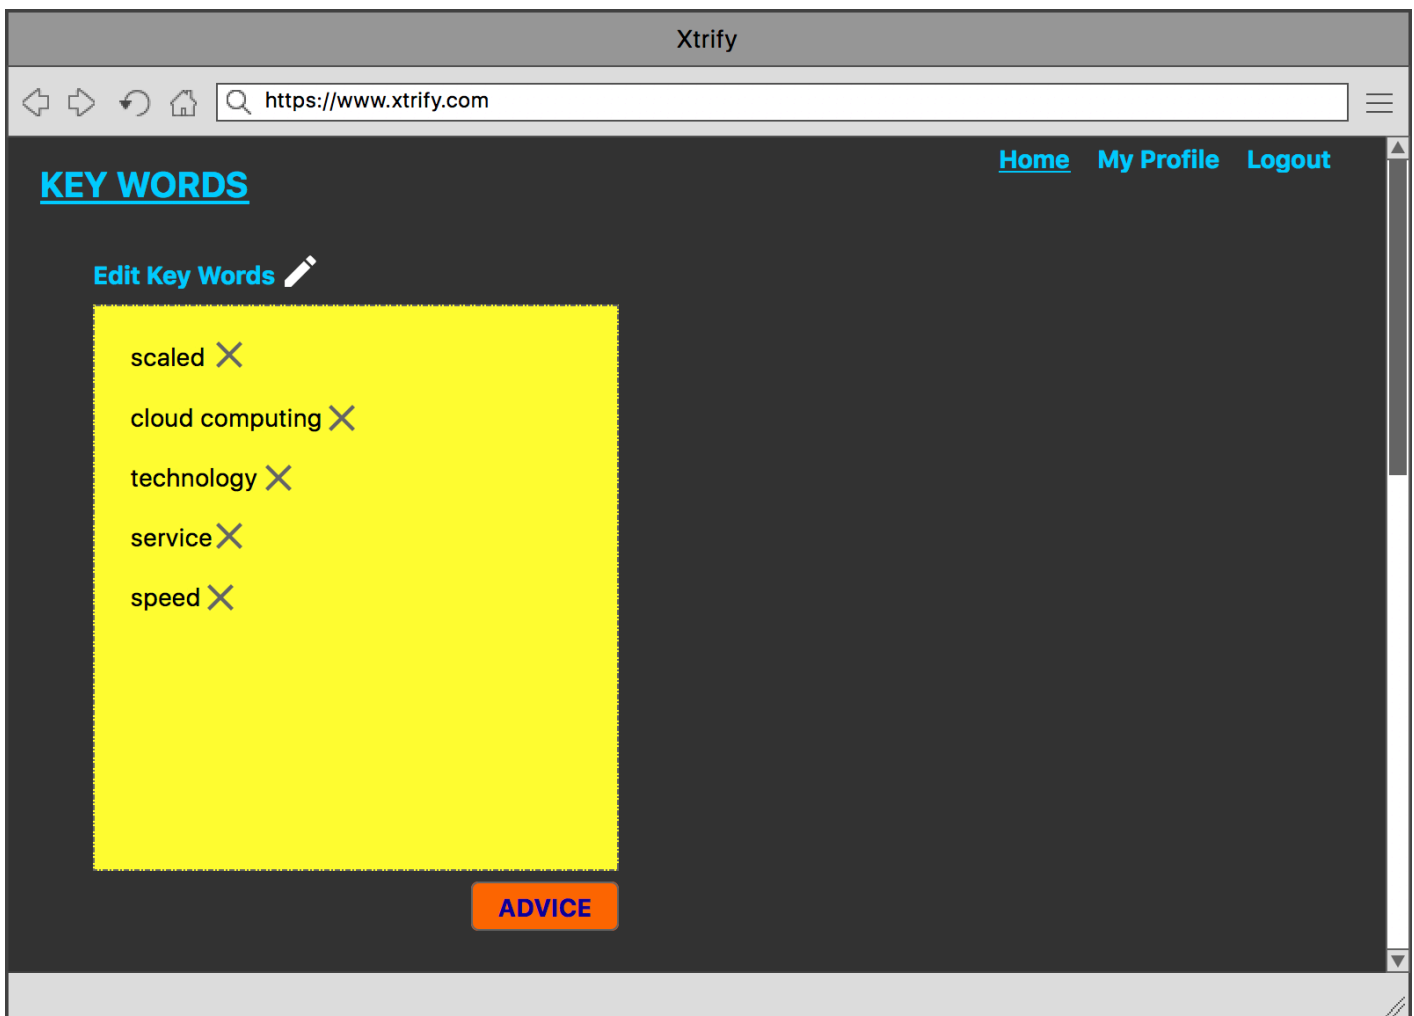 Xtrify
https://www.xtrify.com
Home My Profile Logout
KEY WORDS
Edit Key Words
scaled
cloud computing
technology
service
speed
ADVICE